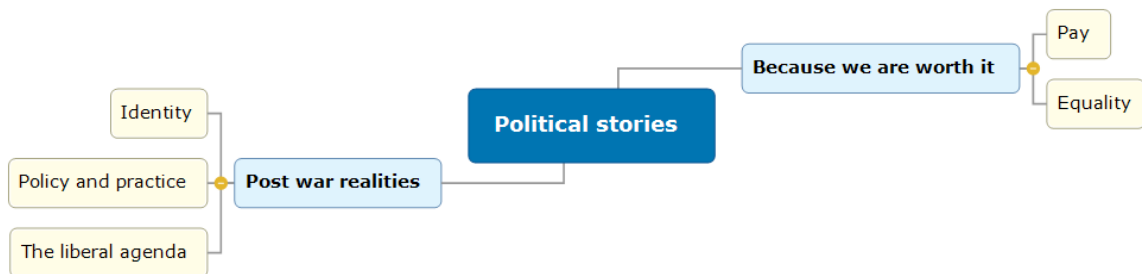 Political stories
Because we are worth it
Pay
Equality
Post war realities
Identity
Policy and practice
The liberal agenda